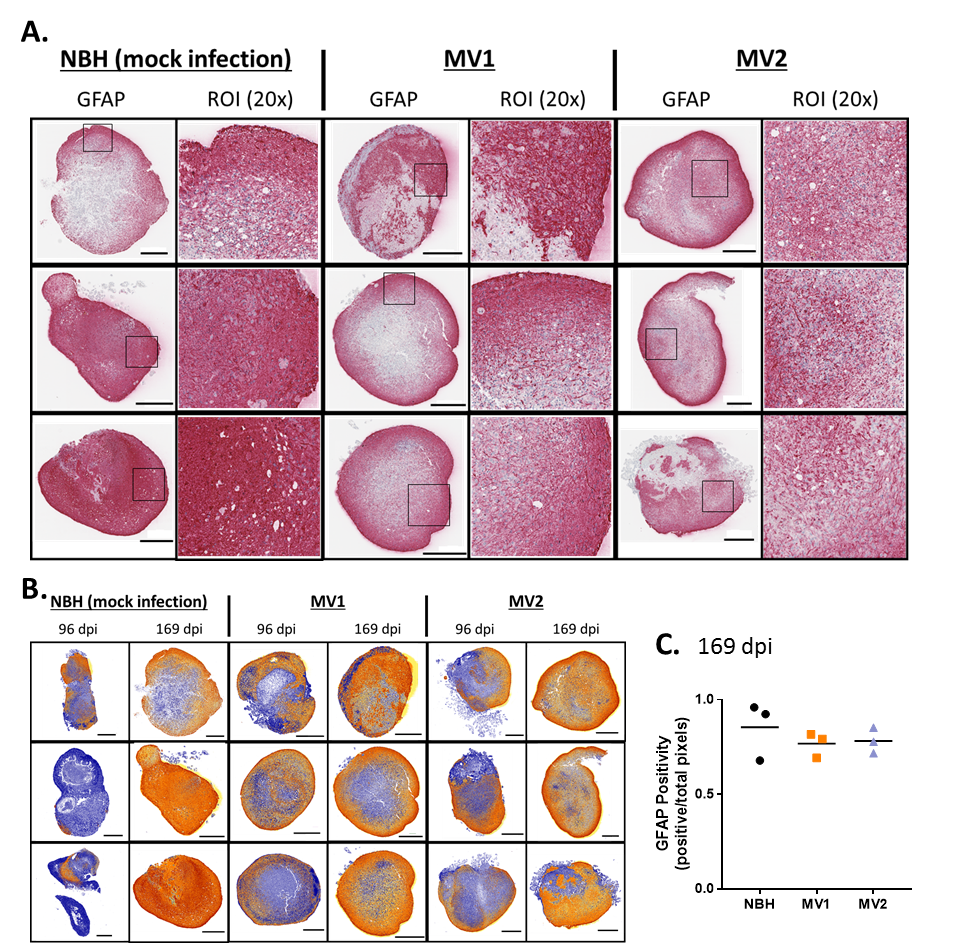 A.
NBH (mock infection) MV1 MV2
GFAP ROI (20x) GFAP ROI (20x) GFAP ROI (20x)
B.
NBH (mock infection) MV1 MV2
96 dpi 169 dpi 96 dpi 169 dpi 96 dpi 169 dpi
C. 169 dpi
GFAP Positivity
(positive/total pixels)
1.0
0.5
0.0
NBH MV1 MV2